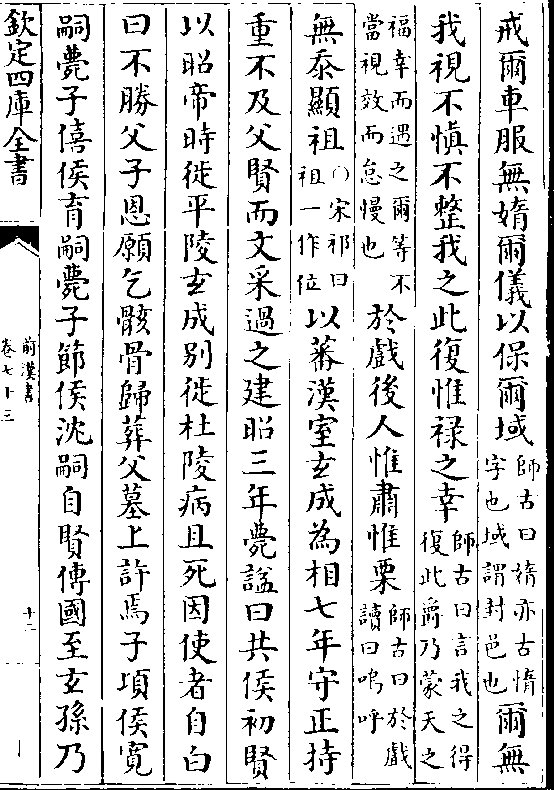 戒爾車服無媠爾儀以保爾域師古曰媠亦古惰字也域謂封邑也爾無
我視不慎不整我之此復惟禄之幸師古曰言我之得復此爵乃蒙天之
福幸而遇之爾等不當視效而怠慢也於戲後人惟肅惟栗師古曰於戲讀曰嗚呼
無忝顯祖○宋祁曰祖一作位以蕃漢室玄成為相七年守正持
重不及父賢而文采過之建昭三年薨諡曰共侯初賢
以昭帝時徙平陵玄成别徙杜陵病且死因使者自白
曰不勝父子恩願乞骸骨歸葬父墓上許焉子頃侯寛
嗣薨子僖侯育嗣薨子節侯沈嗣自賢傳國至玄孫乃
欽定四庫全書
前漢書
卷七十三
十二